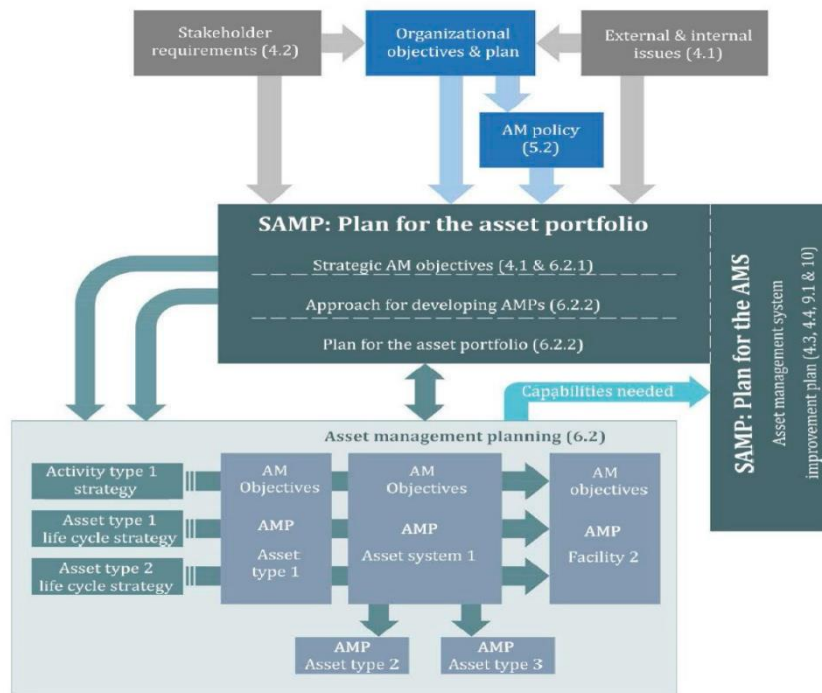 Stakeholder
requirements (4.2)
Organizational
objectives & plan
External & internal
issues (4.1)
AM policy
(5.2)
SAMP: Plan for the asset portfolio
Strategic AM objectives (4.1 & 6.2.1)
Approach for developing AMPs (6.2.2)
Plan for the asset portfolio (6.2.2)
SAMP: Plan for the AMS
Asset management system
improvement plan (4.3, 4.4, 9.1 & 10)
Capabilities needed
Asset management planning (6.2)
Activity type 1
strategy
Asset type 1
life cycle strategy
Asset type 2
life cycle strategy
AM
Objectives
AMP
Asset
type 1
AM
Objectives
AMP
Asset system 1
AM
objectives
AMP
Facility 2
AMP
Asset type 2
AMP
Asset type 3